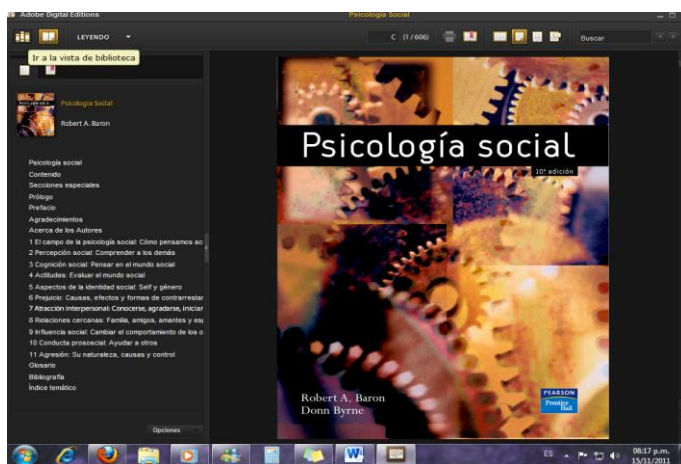 Adobe Digital Editions
Psicología Social
LEYENDO
C (1 / 606)
Buscar
Ir a la vista de biblioteca
Psicología Social
Robert A. Baron
Psicología social
Contenido
Secciones especiales
Prólogo
Prefacio
Agradecimientos
Acerca de los Autores
1 El campo de la psicología social: Cómo pensamos ac
2 Percepción social: Comprender a los demás
3 Cognición social: Pensar en el mundo social
4 Actitudes: Evaluar el mundo social
5 Aspectos de la identidad social: Self y género
6 Prejuicio: Causas, efectos y formas de contrarrestar
7 Atracción interpersonal: Conocerse, agradarse, iniciar
8 Relaciones cercanas: Familia, amigos, amantes y esp
9 Influencia social: Cambiar el comportamiento de los o
10 Conducta prosocial: Ayudar a otros
11 Agresión: Su naturaleza, causas y control
Glosario
Bibliografía
Índice temático
Opciones
Psicología social
10ª edición
Robert A. Baron
Donn Byrne
PEARSON
Prentice
Hall
ES
08:17 p.m.
15/11/2011